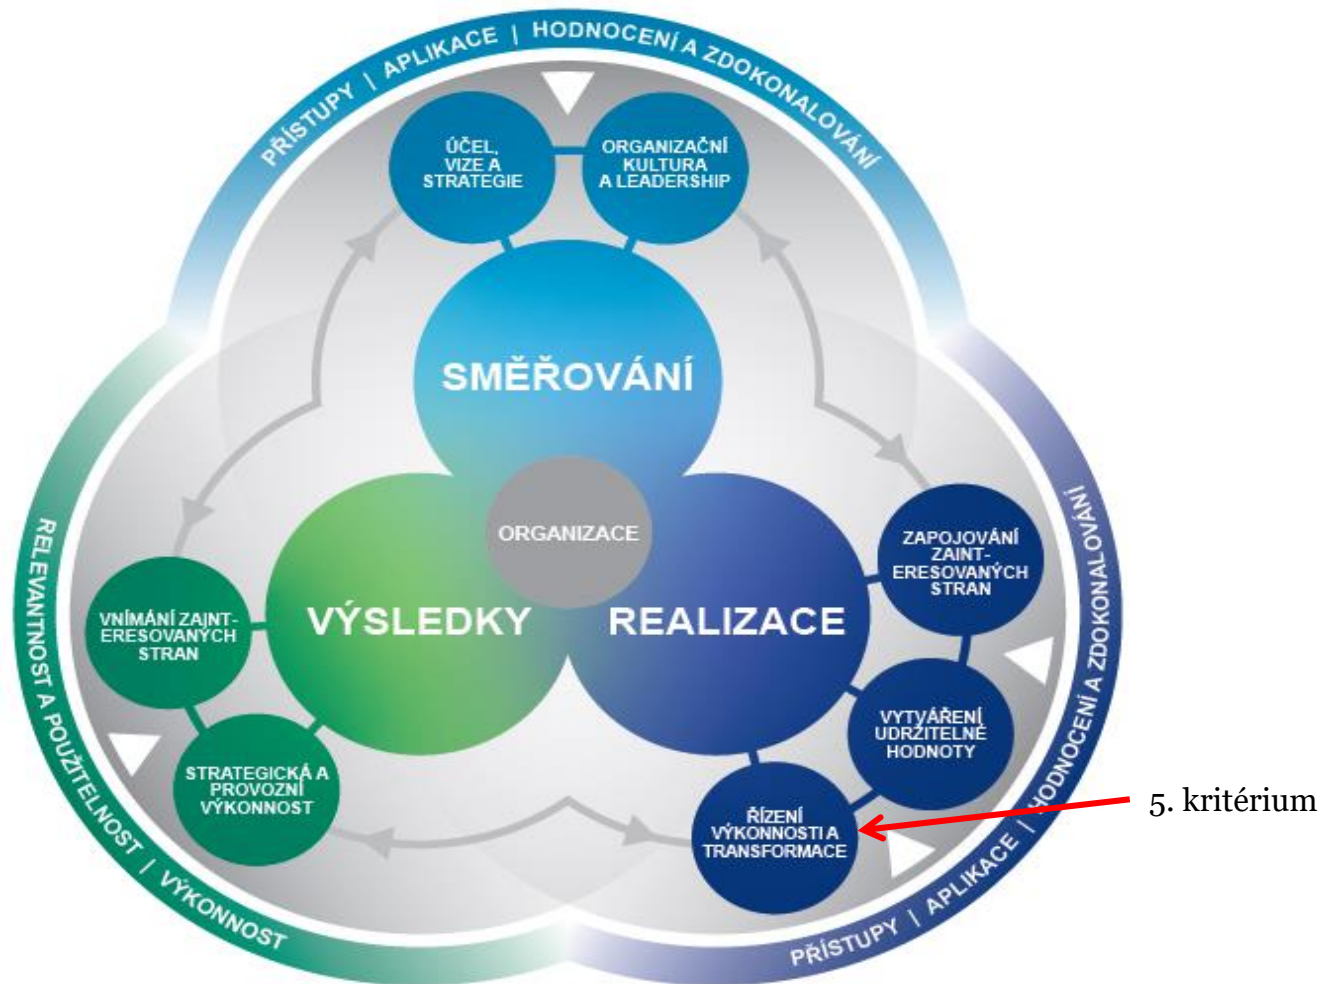 PŘÍSTUPY | APLIKACE | HODNOCENÍ A ZDOKONALOVÁNÍ
ÚČEL,
VIZE A
STRATEGIE
ORGANIZAČNÍ
KULTURA
A LEADERSHIP
SMĚŘOVÁNÍ
ORGANIZACE
VÝSLEDKY
REALIZACE
ZAPOJOVÁNÍ
ZAINT-
ERESOVANÝCH
STRAN
VYTVÁŘENÍ
UDRŽITELNÉ
HODNOTY
ŘÍZENÍ
VÝKONNOSTI A
TRANSFORMACE
VNÍMÁNÍ ZAJNT-
ERESOVANÝCH
STRAN
STRATEGICKÁ A
PROVOZNÍ
VÝKONNOST
RELEVANTNOST A POUŽITELNOST | VÝKONNOST
PŘÍSTUPY | APLIKACE | HODNOCENÍ A ZDOKONALOVÁNÍ
5. kritérium